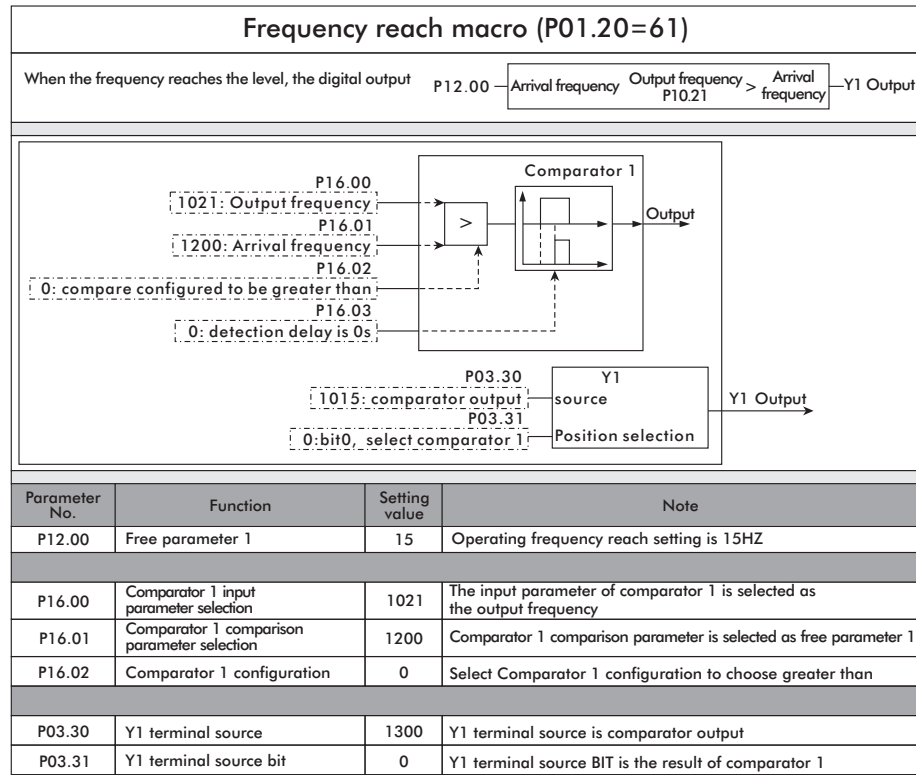 Frequency reach macro (P01.20=61)
When the frequency reaches the level, the digital output
P12.00
Arrival frequency
Output frequency
P10.21
>
Arrival
frequency
Y1 Output
Comparator 1
P16.00
1021: Output frequency
P16.01
1200: Arrival frequency
>
Output
P16.02
0: compare configured to be greater than
P16.03
0: detection delay is 0s
P03.30
1015: comparator output
P03.31
0:bit0, select comparator 1
Y1
source
Position selection
Y1 Output
Parameter No. Function Setting value Note
P12.00 Free parameter 1 15 Operating frequency reach setting is 15HZ
P16.00 Comparator 1 input parameter selection 1021 The input parameter of comparator 1 is selected as the output frequency
P16.01 Comparator 1 comparison parameter selection 1200 Comparator 1 comparison parameter is selected as free parameter 1
P16.02 Comparator 1 configuration 0 Select Comparator 1 configuration to choose greater than
P03.30 Y1 terminal source 1300 Y1 terminal source is comparator output
P03.31 Y1 terminal source bit 0 Y1 terminal source BIT is the result of comparator 1